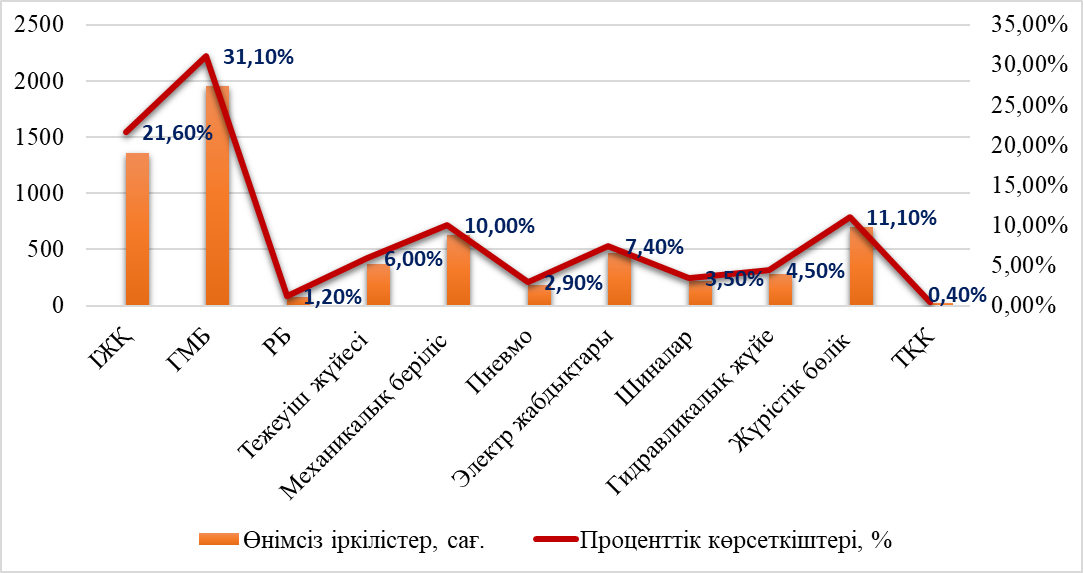 2500
2000
1500
1000
500
0
35,00%
30,00%
25,00%
20,00%
15,00%
10,00%
5,00%
0,00%
21,60%
31,10%
1,20%
6,00%
10,00%
2,90%
7,40%
3,50%
4,50%
11,10%
0,40%
ІЖҚ
ГМБ
РБ
Тежеуіш жүйесі
Механикалық беріліс
Пневмо
Электр жабдықтары
Шиналар
Гидравликалық жүйе
Жүрістік бөлік
ТҚК
Өнімсіз іркілістер, сағ.
Проценттік көрсеткіштері, %